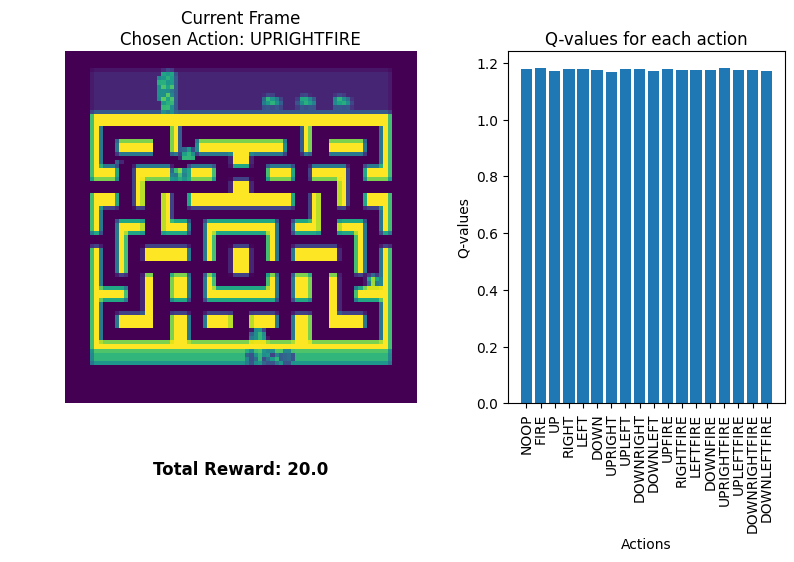 Current Frame
Chosen Action: UPRIGHTFIRE
Total Reward: 20.0
Q-values for each action
Q-values
1.2
1.0
0.8
0.6
0.4
0.2
0.0
NOOP
FIRE
UP
RIGHT
LEFT
DOWN
UPRIGHT
UPLEFT
DOWNRIGHT
DOWNLEFT
UPFIRE
RIGHTFIRE
LEFTFIRE
DOWNFIRE
UPRIGHTFIRE
UPLEFTFIRE
DOWNRIGHTFIRE
DOWNLEFTFIRE
Actions